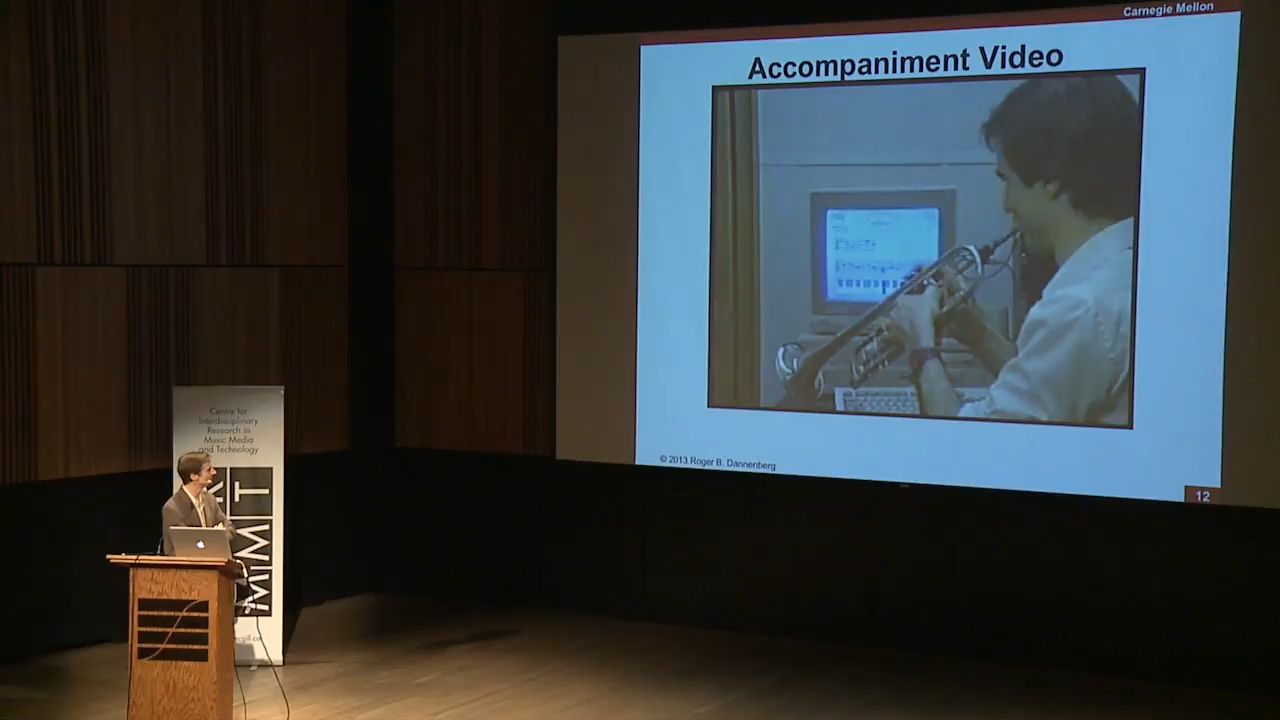 Carnegie Mellon
Accompaniment Video
© 2013 Roger B. Dannenberg
12
Centre for
Interdisciplinary
Research in
Music Media
and Technology